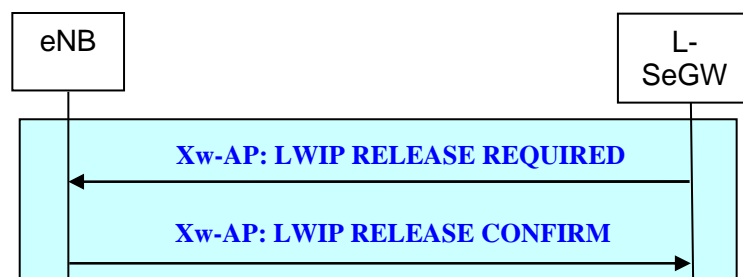 eNB
L-
SeGW
Xw-AP: LWIP RELEASE REQUIRED
Xw-AP: LWIP RELEASE CONFIRM